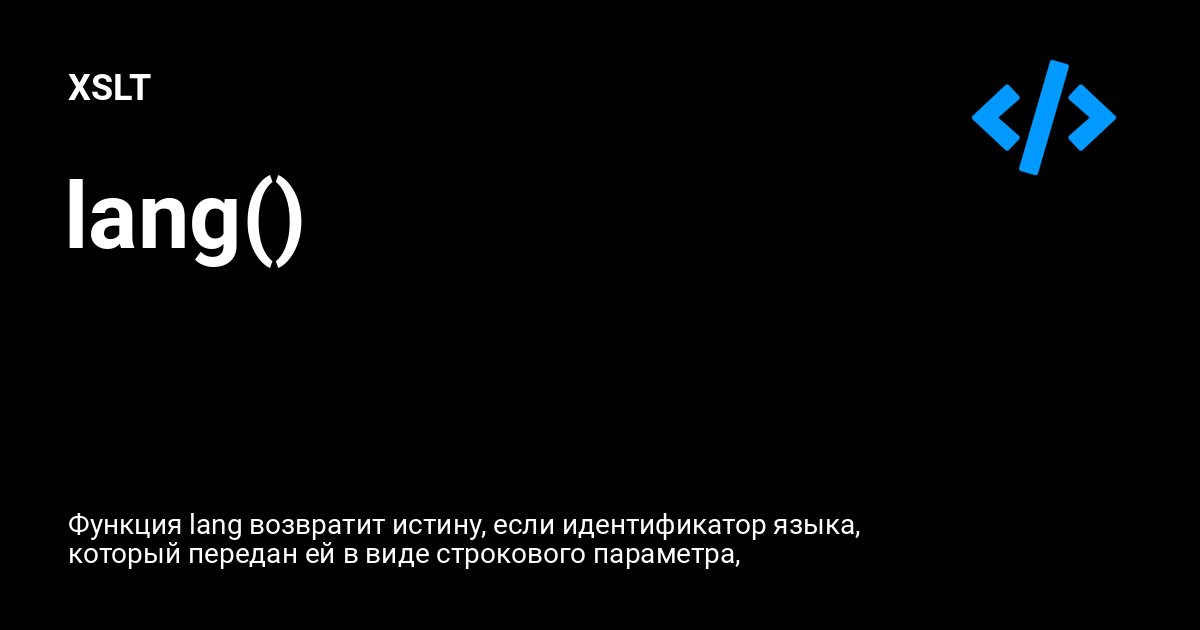 XSLT
lang()
Функция lang возвратит истину, если идентификатор языка,
который передан ей в виде строкового параметра,